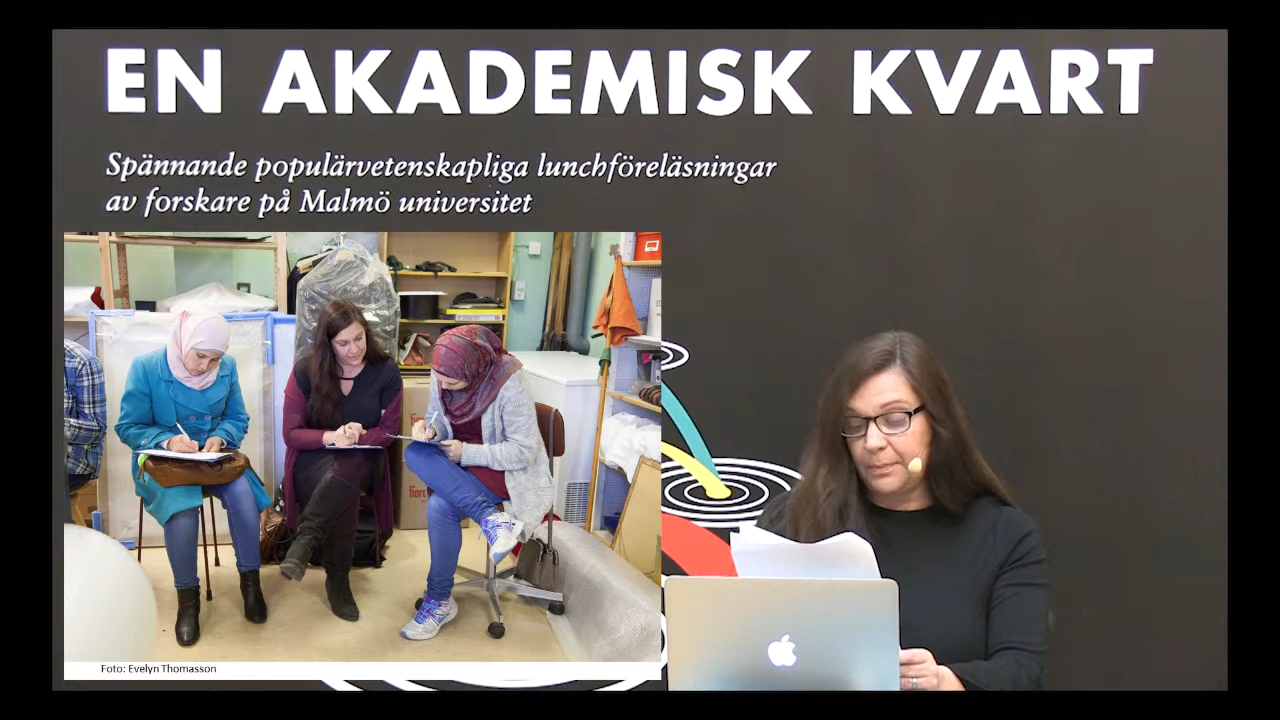 EN AKADEMISK KVART
Spännande populärvetenskapliga lunchföreläsningar
av forskare på Malmö universitet
Foto: Evelyn Thomasson